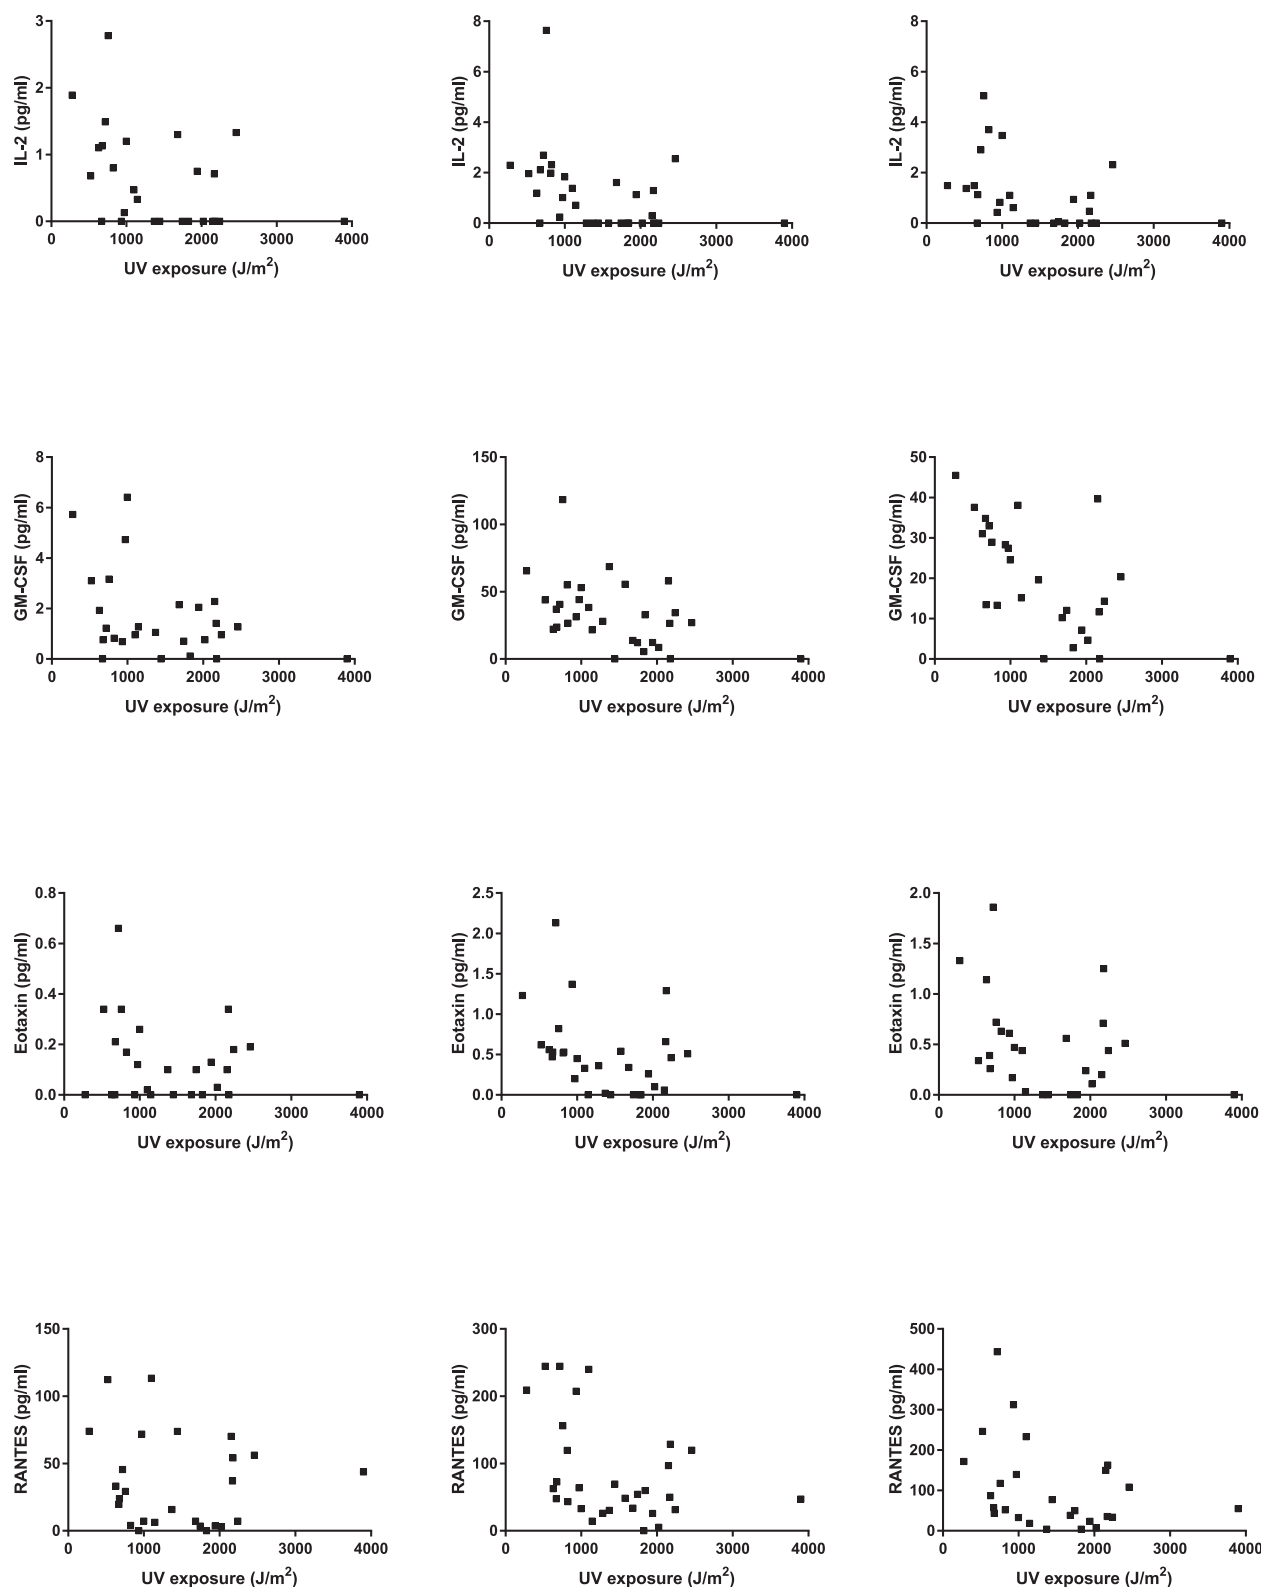 3
2
1
0
IL-2 (pg/ml)
0 1000 2000 3000 4000
UV exposure (J/m²)
8
6
4
2
0
IL-2 (pg/ml)
0 1000 2000 3000 4000
UV exposure (J/m²)
8
6
4
2
0
IL-2 (pg/ml)
0 1000 2000 3000 4000
UV exposure (J/m²)
8
6
4
2
0
GM-CSF (pg/ml)
0 1000 2000 3000 4000
UV exposure (J/m²)
150
100
50
0
GM-CSF (pg/ml)
0 1000 2000 3000 4000
UV exposure (J/m²)
50
40
30
20
10
0
GM-CSF (pg/ml)
0 1000 2000 3000 4000
UV exposure (J/m²)
0.8
0.6
0.4
0.2
0.0
Eotaxin (pg/ml)
0 1000 2000 3000 4000
UV exposure (J/m²)
2.5
2.0
1.5
1.0
0.5
0.0
Eotaxin (pg/ml)
0 1000 2000 3000 4000
UV exposure (J/m²)
2.0
1.5
1.0
0.5
0.0
Eotaxin (pg/ml)
0 1000 2000 3000 4000
UV exposure (J/m²)
150
100
50
0
RANTES (pg/ml)
0 1000 2000 3000 4000
UV exposure (J/m²)
300
200
100
0
RANTES (pg/ml)
0 1000 2000 3000 4000
UV exposure (J/m²)
500
400
300
200
100
0
RANTES (pg/ml)
0 1000 2000 3000 4000
UV exposure (J/m²)